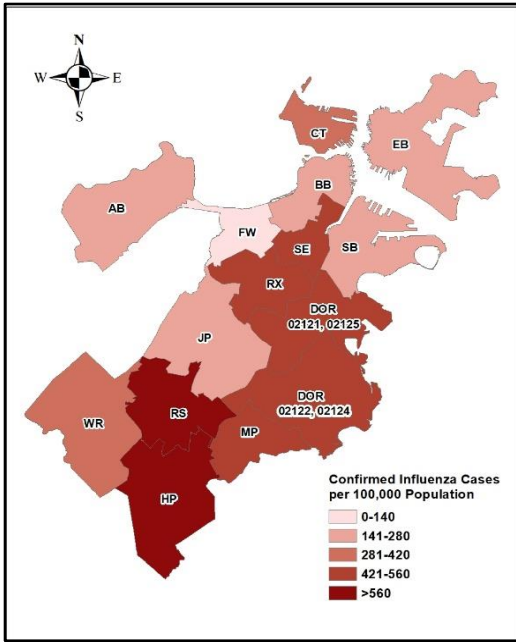 N
W E
S
CT
EB
BB
AB
FW
SE
SB
RX
DOR
02121, 02125
JP
DOR
02122, 02124
RS
WR
MP
HP
Confirmed Influenza Cases
per 100,000 Population
0-140
141-280
281-420
421-560
>560